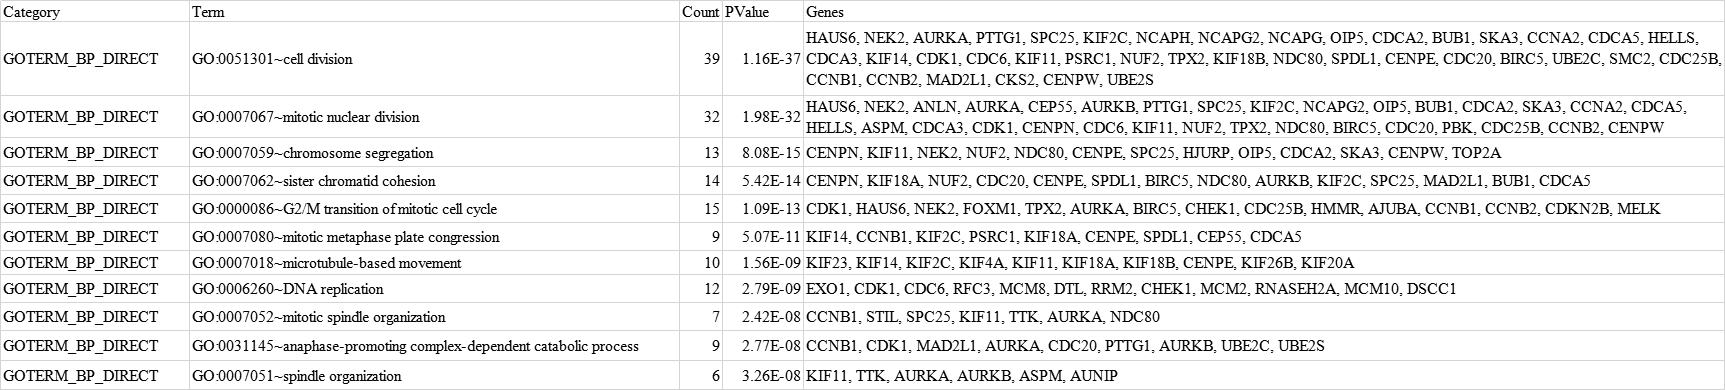 Category Term Count PValue Genes
HAUS6, NEK2, AURKA, PTTG1, SPC25, KIF2C, NCAPH, NCAPG2, NCAPG, OIP5, CDCA2, BUB1, SKA3, CCNA2, CDCA5, HELLS,
GOTERM_BP_DIRECT GO:0051301~cell division 39 1.16E-37 CDCA3, KIF14, CDK1, CDC6, KIF11, PSRC1, NUF2, TPX2, KIF18B, NDC80, SPDL1, CENPE, CDC20, BIRC5, UBE2C, SMC2, CDC25B,
CCNB1, CCNB2, MAD2L1, CKS2, CENPW, UBE2S
HAUS6, NEK2, ANLN, AURKA, CEP55, AURKB, PTTG1, SPC25, KIF2C, NCAPG2, OIP5, BUB1, CDCA2, SKA3, CCNA2, CDCA5,
GOTERM_BP_DIRECT GO:0007067~mitotic nuclear division 32 1.98E-32 HELLS, ASPM, CDCA3, CDK1, CENPN, CDC6, KIF11, NUF2, TPX2, NDC80, BIRC5, CDC20, PBK, CDC25B, CCNB2, CENPW
GOTERM_BP_DIRECT GO:0007059~chromosome segregation 13 8.08E-15 CENPN, KIF11, NEK2, NUF2, NDC80, CENPE, SPC25, HJURP, OIP5, CDCA2, SKA3, CENPW, TOP2A
GOTERM_BP_DIRECT GO:0007062~sister chromatid cohesion 14 5.42E-14 CENPN, KIF18A, NUF2, CDC20, CENPE, SPDL1, BIRC5, NDC80, AURKB, KIF2C, SPC25, MAD2L1, BUB1, CDCA5
GOTERM_BP_DIRECT GO:0000086~G2/M transition of mitotic cell cycle 15 1.09E-13 CDK1, HAUS6, NEK2, FOXM1, TPX2, AURKA, BIRC5, CHEK1, CDC25B, HMMR, AJUBA, CCNB1, CCNB2, CDKN2B, MELK
GOTERM_BP_DIRECT GO:0007080~mitotic metaphase plate congression 9 5.07E-11 KIF14, CCNB1, KIF2C, PSRC1, KIF18A, CENPE, SPDL1, CEP55, CDCA5
GOTERM_BP_DIRECT GO:0007018~microtubule-based movement 10 1.56E-09 KIF23, KIF14, KIF2C, KIF4A, KIF11, KIF18A, KIF18B, CENPE, KIF26B, KIF20A
GOTERM_BP_DIRECT GO:0006260~DNA replication 12 2.79E-09 EXO1, CDK1, CDC6, RFC3, MCM8, DTL, RRM2, CHEK1, MCM2, RNASEH2A, MCM10, DSCC1
GOTERM_BP_DIRECT GO:0007052~mitotic spindle organization 7 2.42E-08 CCNB1, STIL, SPC25, KIF11, TTK, AURKA, NDC80
GOTERM_BP_DIRECT GO:0031145~anaphase-promoting complex-dependent catabolic process 9 2.77E-08 CCNB1, CDK1, MAD2L1, AURKA, CDC20, PTTG1, AURKB, UBE2C, UBE2S
GOTERM_BP_DIRECT GO:0007051~spindle organization 6 3.26E-08 KIF11, TTK, AURKA, AURKB, ASPM, AUNIP